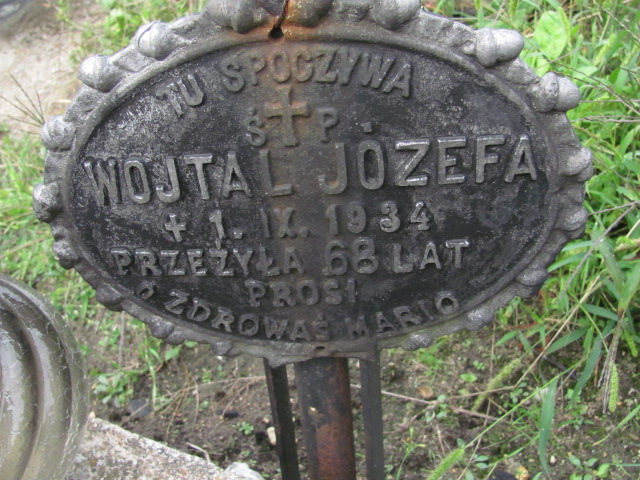 TU SPOCZYWA
Ś P.
WOJTAL JÓZEFA
+ 1. IX. 1934
PRZEŻYŁA 68 LAT
PROSI
O ZDROWAŚ MARIO